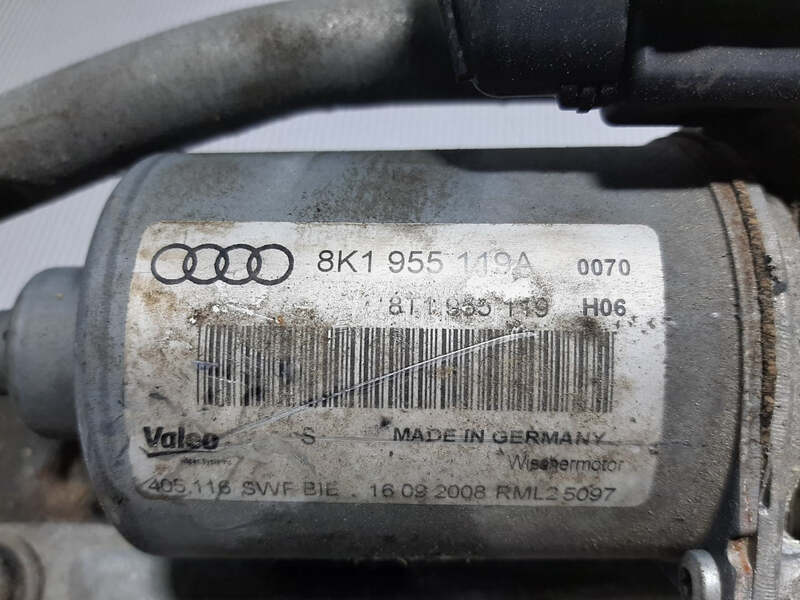 8K1 955 119A 0070
8T1 955 119 H06
Valeo S MADE IN GERMANY
Wischermotor
405.116 SWF BIE 16 09 2008 RML2 5097